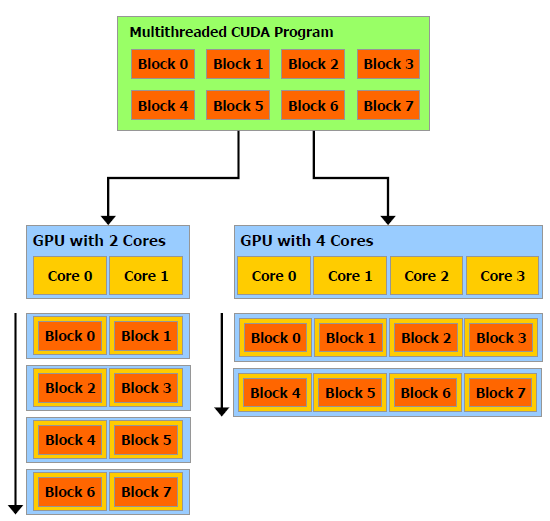 Multithreaded CUDA Program
Block 0 Block 1 Block 2 Block 3
Block 4 Block 5 Block 6 Block 7
GPU with 2 Cores
Core 0 Core 1
Block 0 Block 1
Block 2 Block 3
Block 4 Block 5
Block 6 Block 7
GPU with 4 Cores
Core 0 Core 1 Core 2 Core 3
Block 0 Block 1 Block 2 Block 3
Block 4 Block 5 Block 6 Block 7